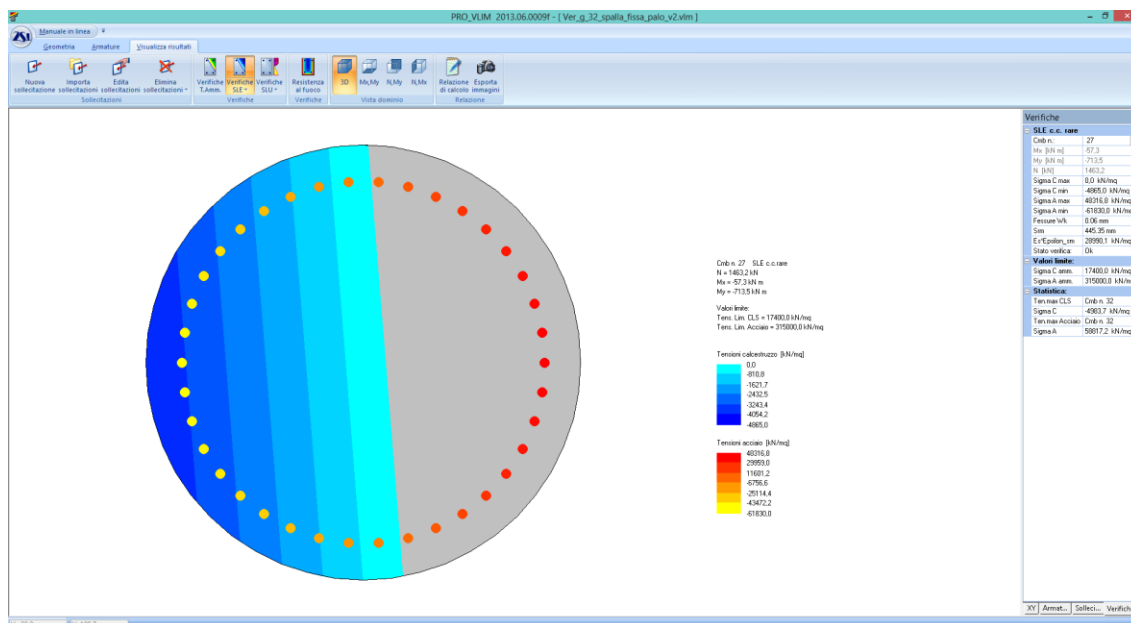 PRO_VLIM 2013.06.0009f - [ Ver_g_32_spalla_fissa_palo_v2.vlm ]
2SI
Manuale in linea
Geometria Armature Visualizza risultati
Nuova sollecitazione
Importa sollecitazioni
Edita sollecitazioni
Elimina sollecitazioni
Sollecitazioni
Verifiche T.Amm.
Verifiche SLE
Verifiche SLU
Verifiche
Resistenza al fuoco
Verifiche
3D Mx,My N,My N,Mx
Vista dominio
Relazione di calcolo
Esporta immagini
Relazione
Cmb n. 27 SLE c.c.rare
N = 1463,2 kN
Mx = -57,3 kN m
My = -713,5 kN m
Valori limite:
Tens. Lim. CLS = 17400,0 kN/mq
Tens. Lim. Acciaio = 315000,0 kN/mq
Tensioni calcestruzzo [kN/mq]
0,0
-810,8
-1621,7
-2432,5
-3243,4
-4054,2
-4865,0
Tensioni acciaio [kN/mq]
48316,8
29959,0
11601,2
-6756,6
-25114,4
-43472,2
-61830,0
Verifiche
SLE c.c. rare
Cmb n.: 27
Mx [kN m] -57,3
My [kN m] -713,5
N [kN] 1463,2
Sigma C max 0,0 kN/mq
Sigma C min -4865,0 kN/mq
Sigma A max 48316,8 kN/mq
Sigma A min -61830,0 kN/mq
Fessure Wk 0.06 mm
Srm 445.35 mm
Es*Epsilon_sm 28990,1 kN/mq
Stato verifica: Ok
Valori limite:
Sigma C amm. 17400,0 kN/mq
Sigma A amm. 315000,0 kN/mq
Statistica:
Ten.max CLS Cmb n. 32
Sigma C -4983,7 kN/mq
Ten.max Acciaio Cmb n. 32
Sigma A 58817,2 kN/mq
XY Armat... Solleci... Verifich